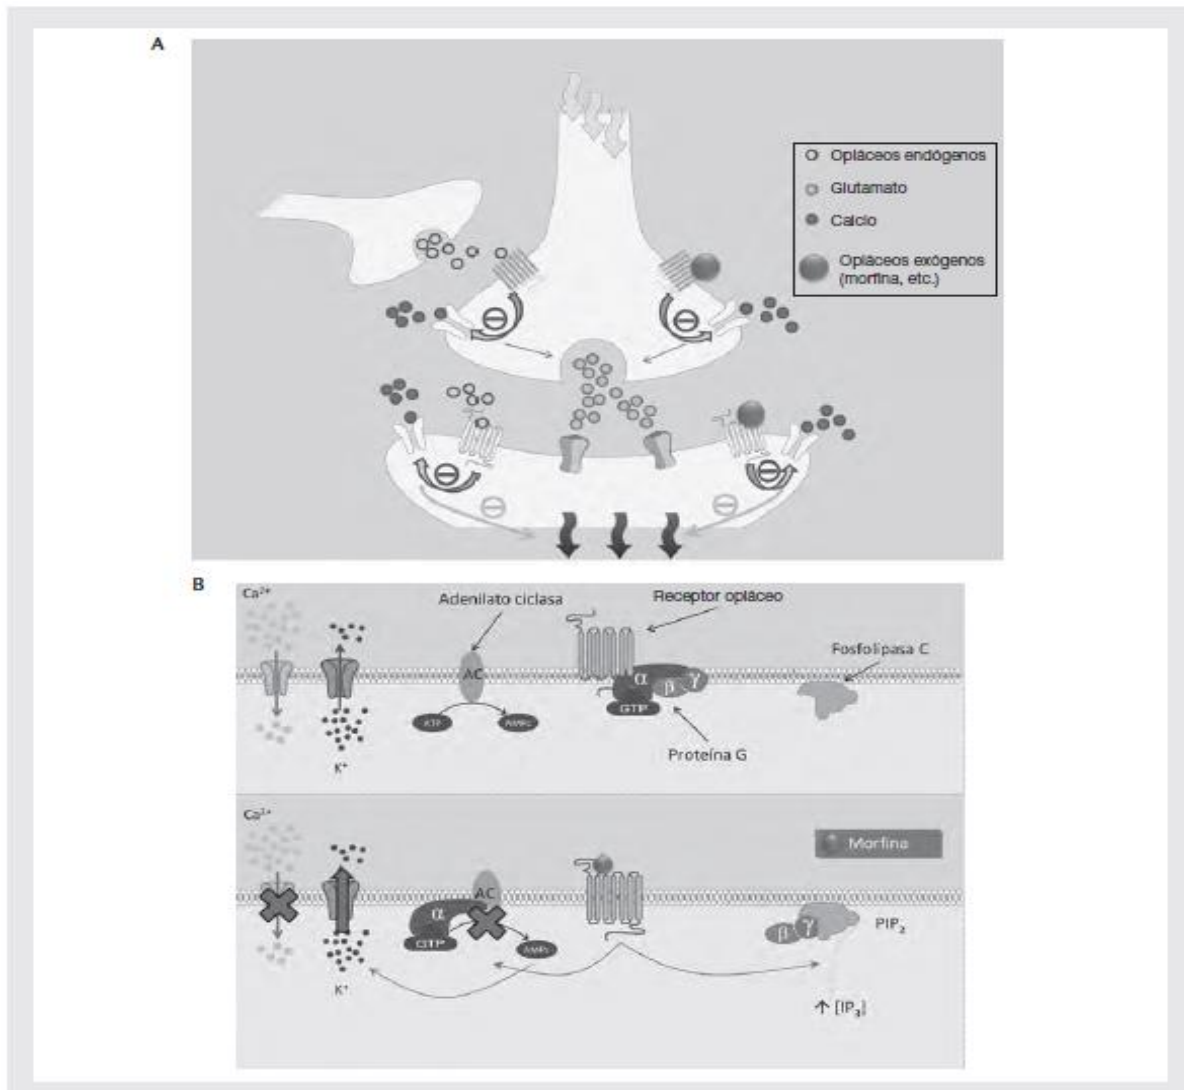 A
Opiáceos endógenos
Glutamato
Calcio
Opiáceos exógenos
(morfina, etc.)
B
Ca²⁺
Adenilato ciclasa
Receptor opiáceo
Fosfolipasa C
AC
α
β
γ
ATP
AMPc
GTP
K⁺
Proteína G
Ca²⁺
Morfina
AC
α
GTP
AMPc
β
γ
PIP₂
K⁺
↑ [IP₃]